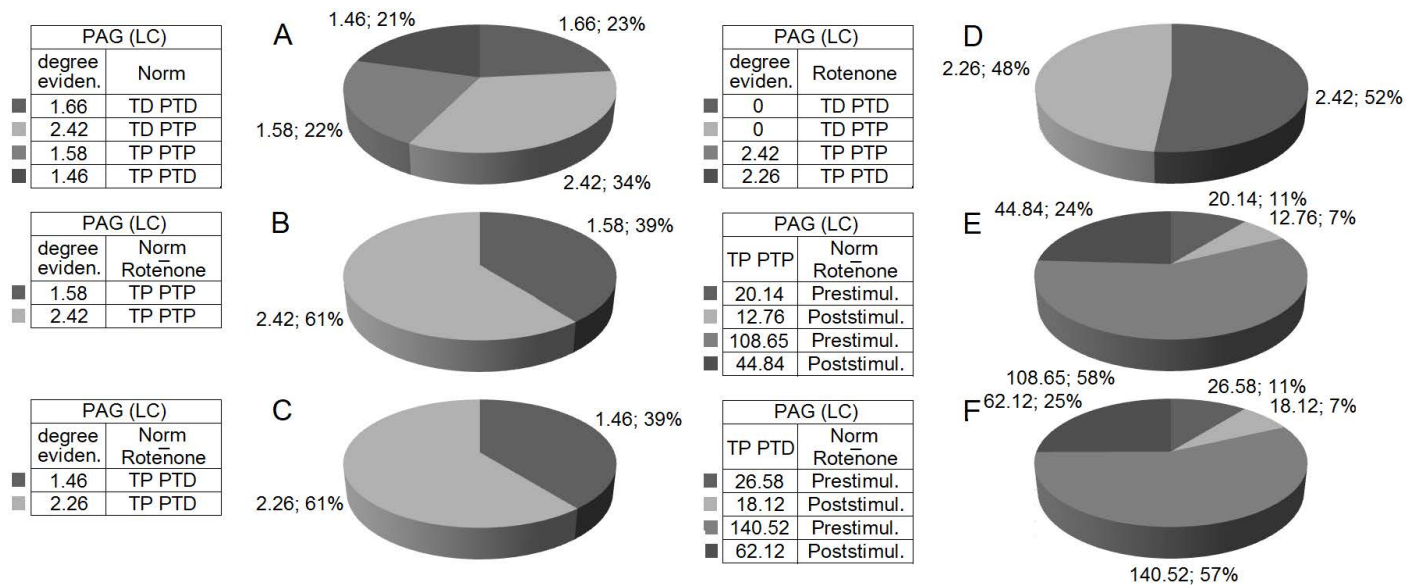 PAG (LC)
degree eviden. Norm
1.66 TD PTD
2.42 TD PTP
1.58 TP PTP
1.46 TP PTD
A
1.46; 21%
1.66; 23%
1.58; 22%
2.42; 34%
PAG (LC)
degree eviden. Rotenone
0 TD PTD
0 TD PTP
2.42 TP PTP
2.26 TP PTD
D
2.26; 48%
2.42; 52%
PAG (LC)
degree eviden. Norm – Rotenone
1.58 TP PTP
2.42 TP PTP
B
1.58; 39%
2.42; 61%
PAG (LC)
TP PTP Norm – Rotenone
20.14 Prestimul.
12.76 Poststimul.
108.65 Prestimul.
44.84 Poststimul.
E
44.84; 24%
20.14; 11%
12.76; 7%
108.65; 58%
PAG (LC)
degree eviden. Norm – Rotenone
1.46 TP PTD
2.26 TP PTD
C
1.46; 39%
2.26; 61%
PAG (LC)
TP PTD Norm – Rotenone
26.58 Prestimul.
18.12 Poststimul.
140.52 Prestimul.
62.12 Poststimul.
F
62.12; 25%
26.58; 11%
18.12; 7%
140.52; 57%